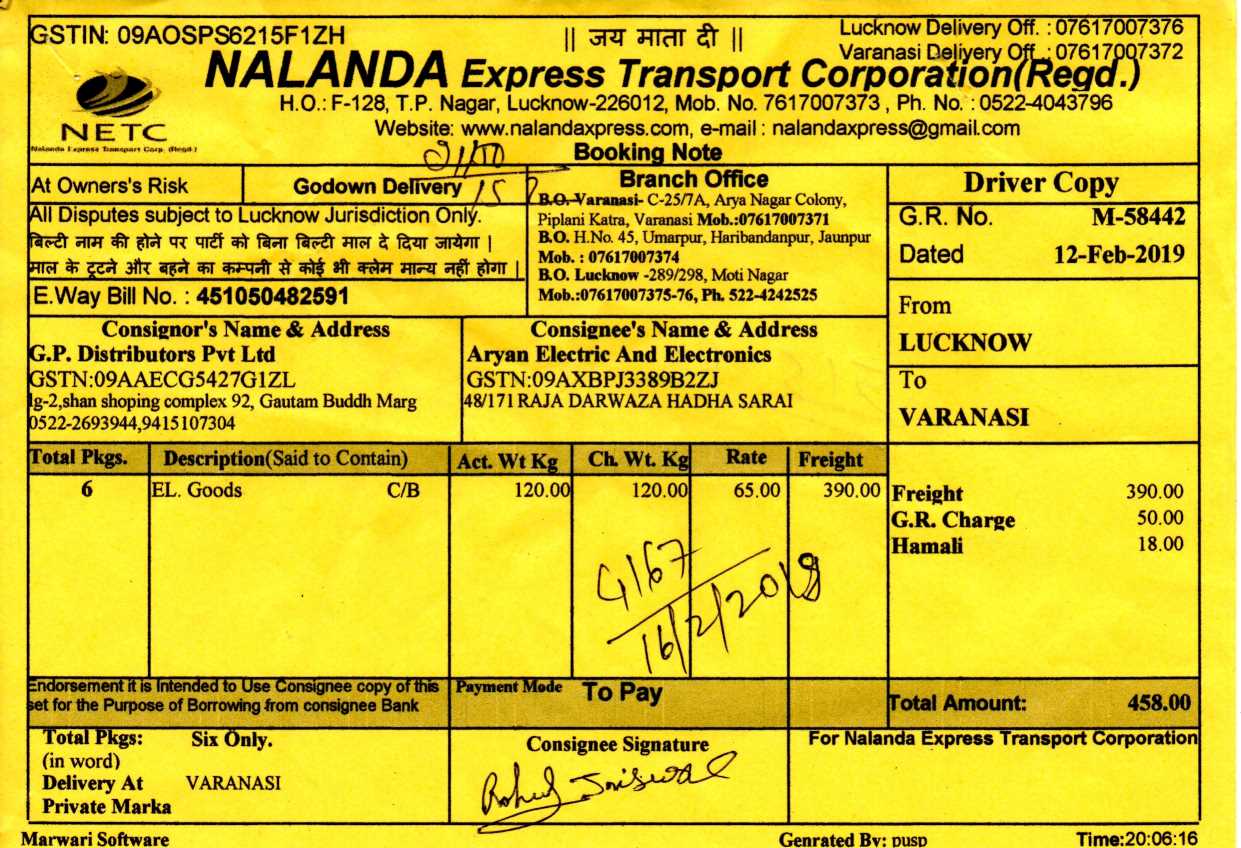 GSTIN: 09AOSPS6215F1ZH
|| जय माता दी ||
Lucknow Delivery Off. : 07617007376
Varanasi Delivery Off. : 07617007372
NALANDA Express Transport Corporation(Regd.)
H.O.: F-128, T.P. Nagar, Lucknow-226012, Mob. No. 7617007373 , Ph. No. : 0522-4043796
Website: www.nalandaxpress.com, e-mail : nalandaxpress@gmail.com
NETC
Nalanda Express Transport Corp. (Regd.)
Booking Note
At Owners's Risk
Godown Delivery
All Disputes subject to Lucknow Jurisdiction Only.
बिल्टी नाम की होने पर पार्टी को बिना बिल्टी माल दे दिया जायेगा |
माल के टूटने और बहने का कम्पनी से कोई भी क्लेम मान्य नहीं होगा |
E.Way Bill No. : 451050482591
Branch Office
B.O. Varanasi- C-25/7A, Arya Nagar Colony,
Piplani Katra, Varanasi Mob.:07617007371
B.O. H.No. 45, Umarpur, Haribandanpur, Jaunpur
Mob. : 07617007374
B.O. Lucknow -289/298, Moti Nagar
Mob.:07617007375-76, Ph. 522-4242525
Driver Copy
G.R. No. M-58442
Dated 12-Feb-2019
From
LUCKNOW
To
VARANASI
Consignor's Name & Address
G.P. Distributors Pvt Ltd
GSTN:09AAECG5427G1ZL
lg-2,shan shoping complex 92, Gautam Buddh Marg
0522-2693944,9415107304
Consignee's Name & Address
Aryan Electric And Electronics
GSTN:09AXBPJ3389B2ZJ
48/171 RAJA DARWAZA HADHA SARAI
Total Pkgs. Description(Said to Contain) Act. Wt Kg Ch. Wt. Kg Rate Freight
6 EL. Goods C/B 120.00 120.00 65.00 390.00
Freight 390.00
G.R. Charge 50.00
Hamali 18.00
4167
16/2/2018
Endorsement it is Intended to Use Consignee copy of this
set for the Purpose of Borrowing from consignee Bank
Payment Mode To Pay
Total Amount: 458.00
Total Pkgs: Six Only.
(in word)
Delivery At VARANASI
Private Marka
Consignee Signature
For Nalanda Express Transport Corporation
Marwari Software
Genrated By: pusp
Time:20:06:16